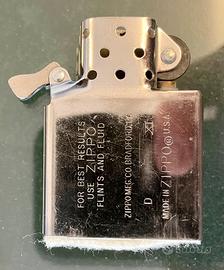 FOR BEST RESULTS
USE ZIPPO
FLINTS AND FLUID
ZIPPO MFG. CO. BRADFORD, PA
D XI
MADE IN ZIPPO® U.S.A.